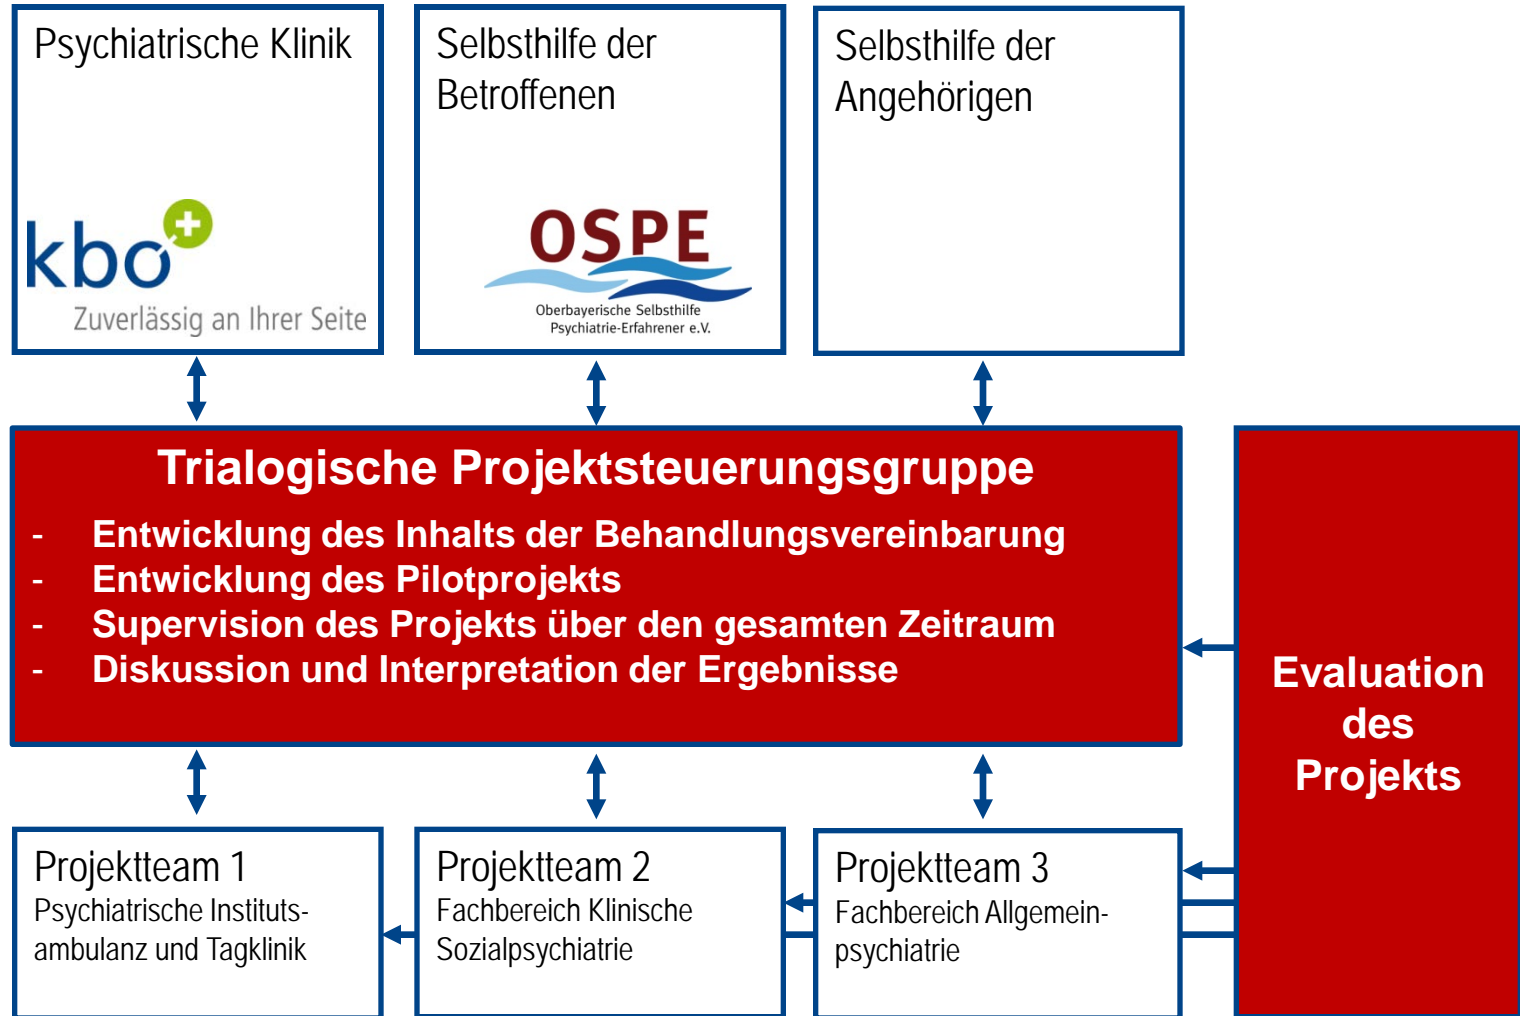 Psychiatrische Klinik
kbo
Zuverlässig an Ihrer Seite
Selbsthilfe der
Betroffenen
OSPE
Oberbayerische Selbsthilfe
Psychiatrie-Erfahrener e.V.
Selbsthilfe der
Angehörigen
Trialogische Projektsteuerungsgruppe
- Entwicklung des Inhalts der Behandlungsvereinbarung
- Entwicklung des Pilotprojekts
- Supervision des Projekts über den gesamten Zeitraum
- Diskussion und Interpretation der Ergebnisse
Evaluation
des
Projekts
Projektteam 1
Psychiatrische Instituts-
ambulanz und Tagklinik
Projektteam 2
Fachbereich Klinische
Sozialpsychiatrie
Projektteam 3
Fachbereich Allgemein-
psychiatrie